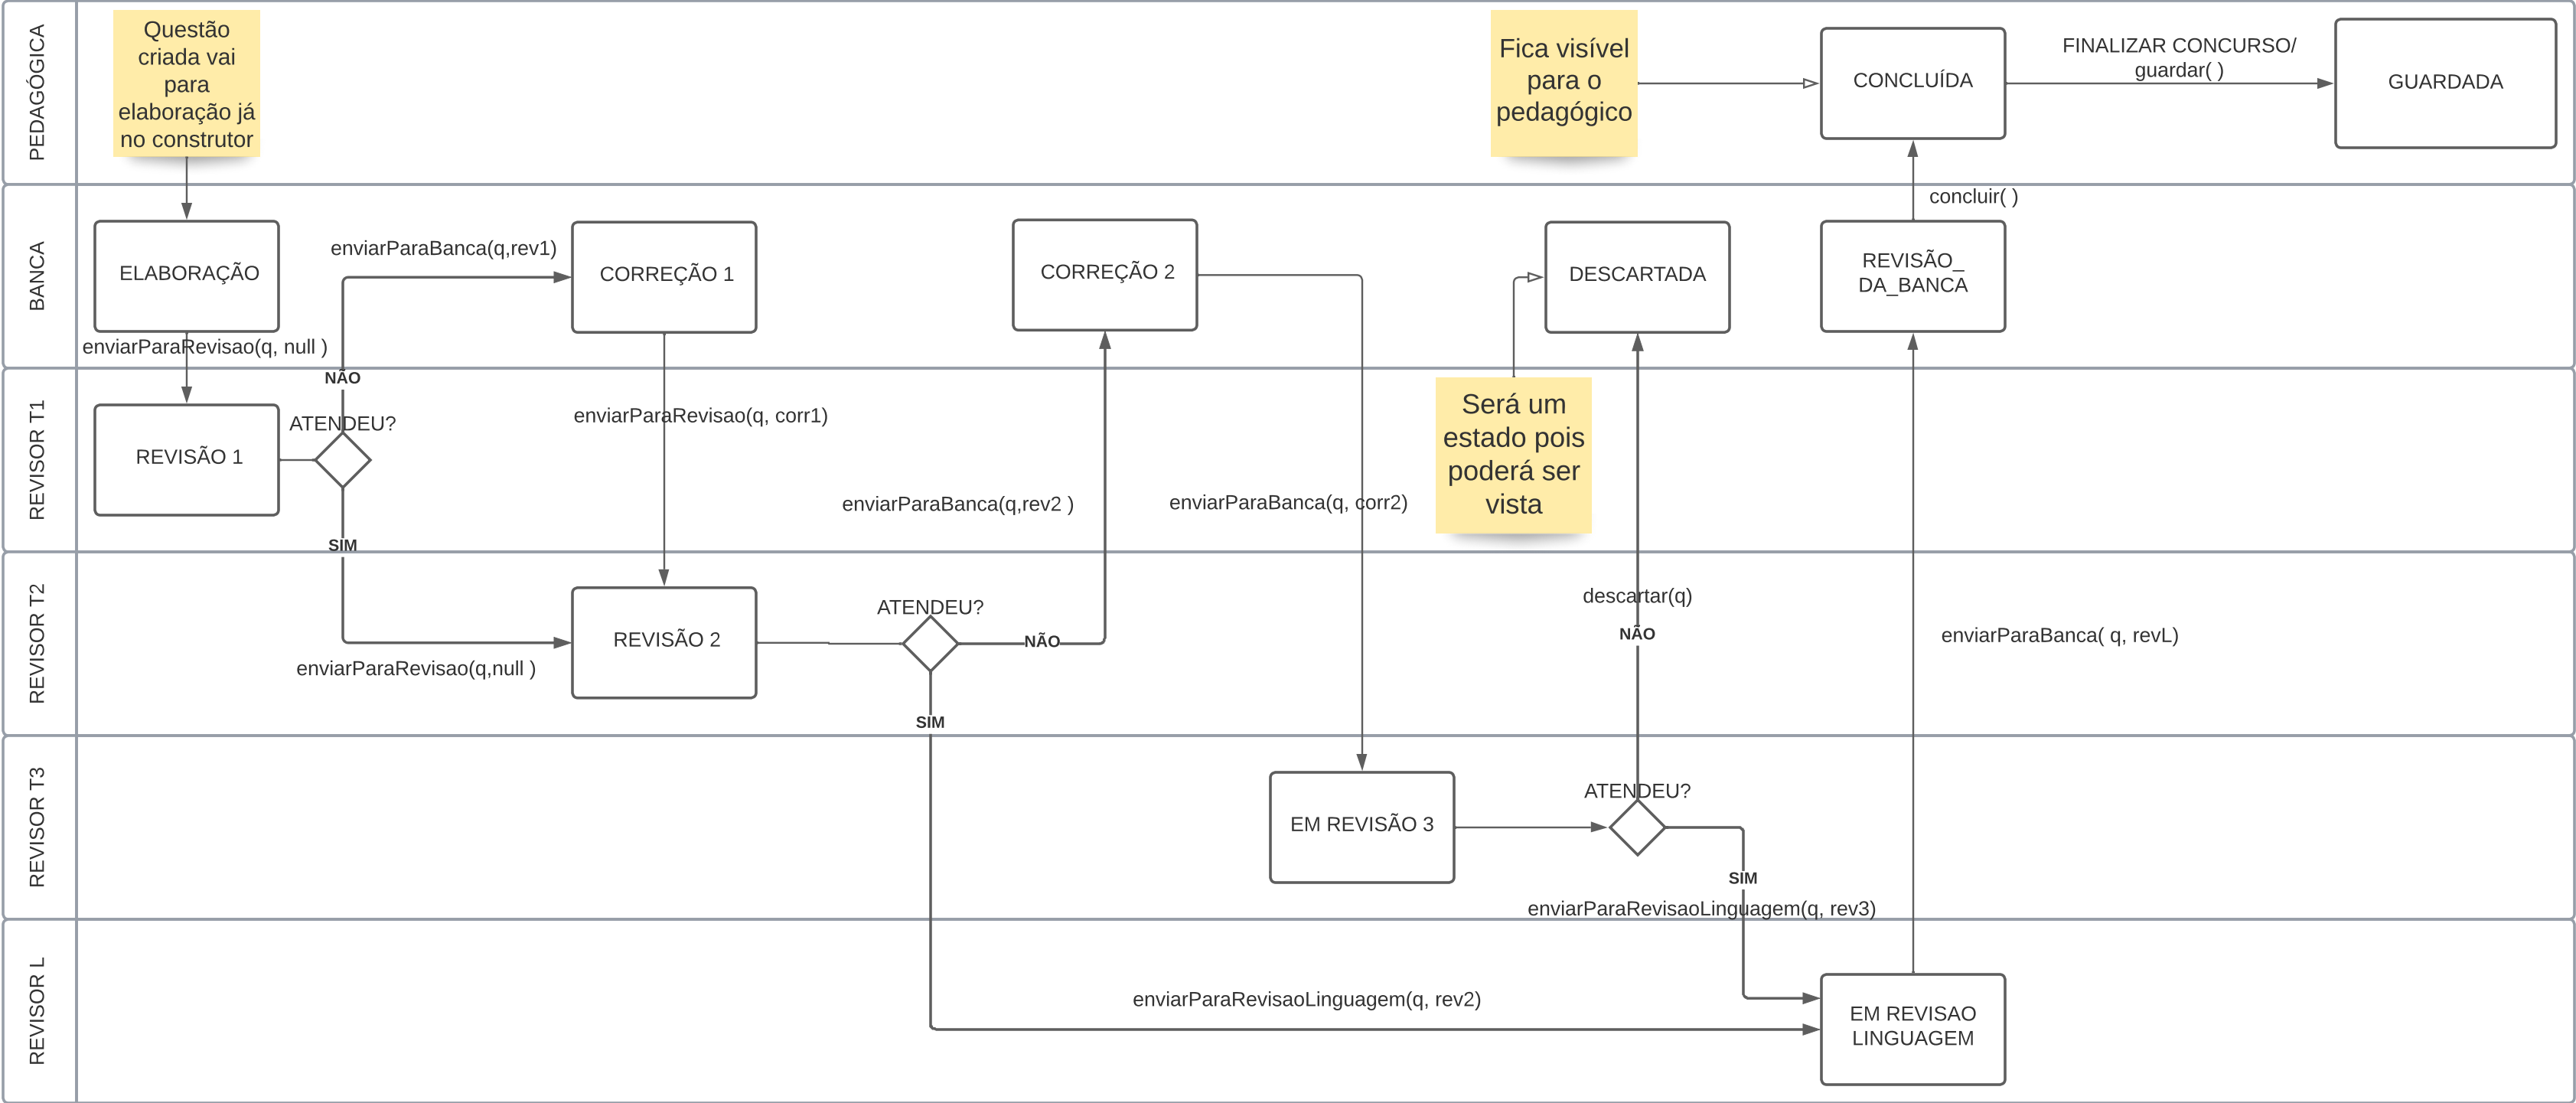 PEDAGÓGICA
Questão
criada vai
para
elaboração já
no construtor
Fica visível
para o
pedagógico
CONCLUÍDA
FINALIZAR CONCURSO/
guardar( )
GUARDADA
concluir( )
BANCA
ELABORAÇÃO
enviarParaBanca(q,rev1)
CORREÇÃO 1
CORREÇÃO 2
DESCARTADA
REVISÃO_
DA_BANCA
enviarParaRevisao(q, null )
NÃO
REVISOR T1
REVISÃO 1
ATENDEU?
enviarParaRevisao(q, corr1)
enviarParaBanca(q,rev2 )
enviarParaBanca(q, corr2)
Será um
estado pois
poderá ser
vista
SIM
REVISOR T2
REVISÃO 2
ATENDEU?
NÃO
descartar(q)
NÃO
enviarParaBanca( q, revL)
enviarParaRevisao(q,null )
SIM
REVISOR T3
EM REVISÃO 3
ATENDEU?
SIM
enviarParaRevisaoLinguagem(q, rev3)
REVISOR L
enviarParaRevisaoLinguagem(q, rev2)
EM REVISAO
LINGUAGEM